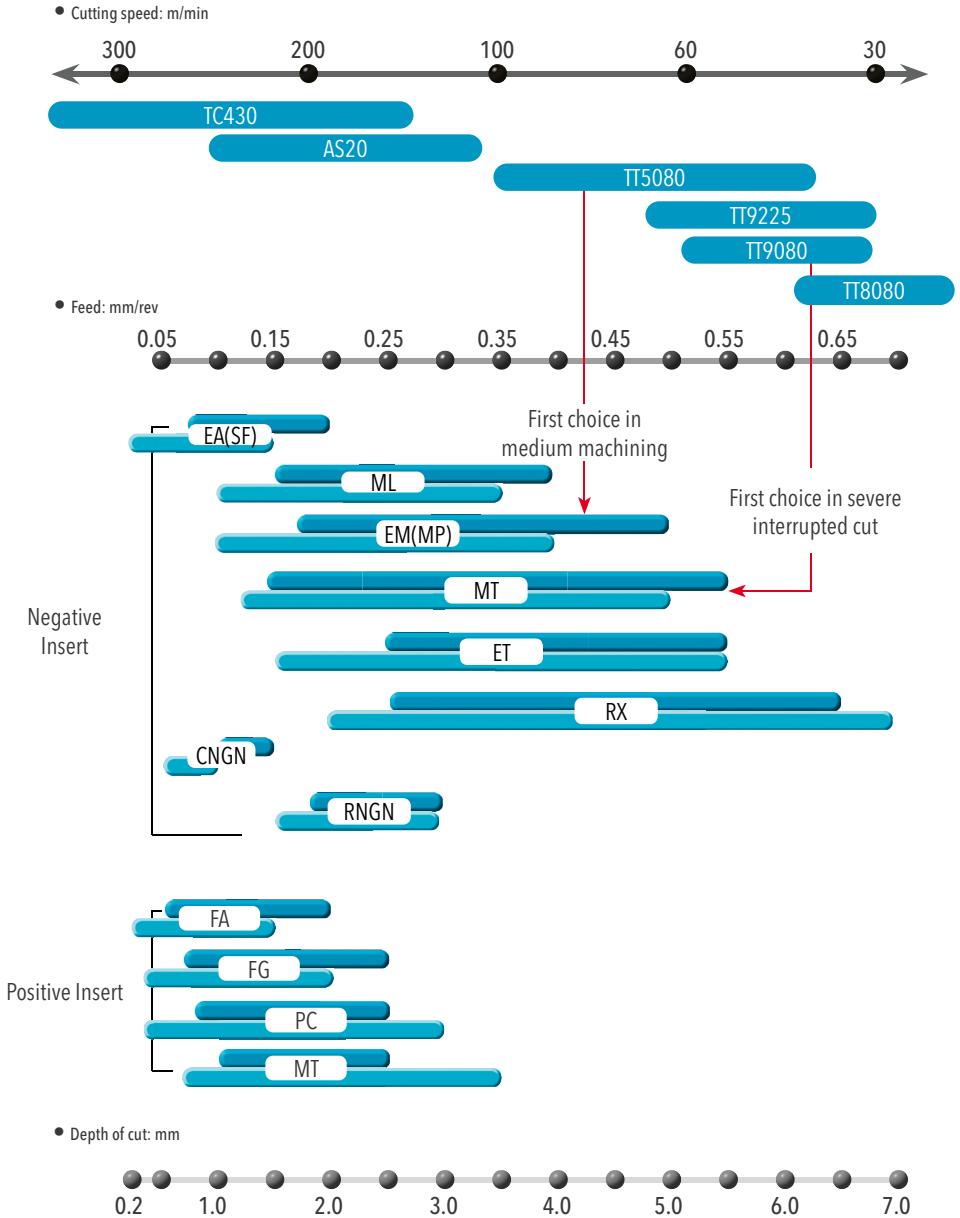 Cutting speed: m/min
300 200 100 60 30
TC430
AS20
TT5080
TT9225
TT9080
TT8080
Feed: mm/rev
0.05 0.15 0.25 0.35 0.45 0.55 0.65
First choice in
medium machining
First choice in severe
interrupted cut
Negative
Insert
EA(SF)
ML
EM(MP)
MT
ET
RX
CNGN
RNGN
Positive Insert
FA
FG
PC
MT
Depth of cut: mm
0.2 1.0 2.0 3.0 4.0 5.0 6.0 7.0